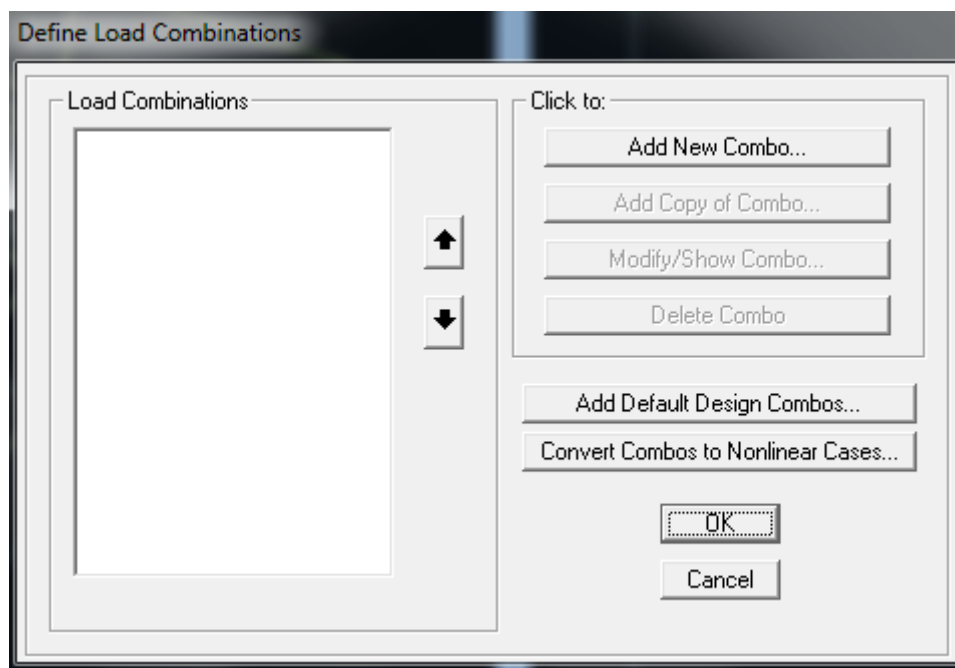 Define Load Combinations
Load Combinations
Click to:
Add New Combo...
Add Copy of Combo...
Modify/Show Combo...
Delete Combo
Add Default Design Combos...
Convert Combos to Nonlinear Cases...
OK
Cancel